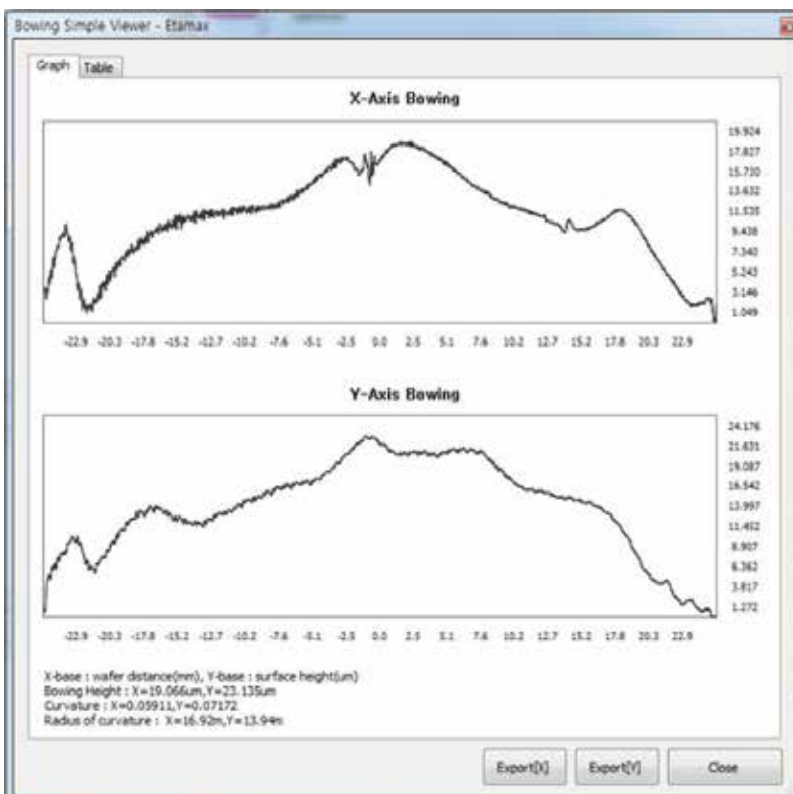 Bowing Simple Viewer - Etamax
Graph Table
X-Axis Bowing
19.924
17.827
15.730
13.632
11.535
9.438
7.340
5.243
3.146
1.049
-22.9 -20.3 -17.8 -15.2 -12.7 -10.2 -7.6 -5.1 -2.5 0.0 2.5 5.1 7.6 10.2 12.7 15.2 17.8 20.3 22.9
Y-Axis Bowing
24.176
21.631
19.087
16.542
13.997
11.452
8.907
6.362
3.817
1.272
-22.9 -20.3 -17.8 -15.2 -12.7 -10.2 -7.6 -5.1 -2.5 0.0 2.5 5.1 7.6 10.2 12.7 15.2 17.8 20.3 22.9
X-base : wafer distance(mm), Y-base : surface height(um)
Bowing Height : X=19.066um,Y=23.135um
Curvature : X=0.05911,Y=0.07172
Radius of curvature : X=16.92m,Y=13.94m
Export[X] Export[Y] Close